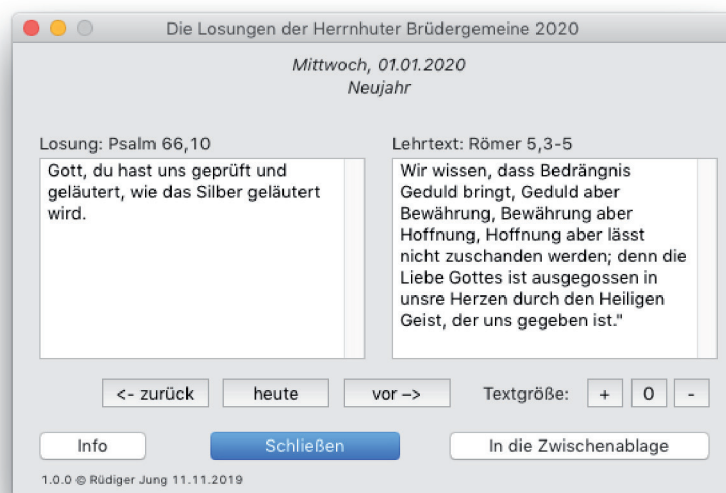 Die Losungen der Herrnhuter Brüdergemeine 2020
Mittwoch, 01.01.2020
Neujahr
Losung: Psalm 66,10
Gott, du hast uns geprüft und
geläutert, wie das Silber geläutert
wird.
Lehrtext: Römer 5,3-5
Wir wissen, dass Bedrängnis
Geduld bringt, Geduld aber
Bewährung, Bewährung aber
Hoffnung, Hoffnung aber lässt
nicht zuschanden werden; denn die
Liebe Gottes ist ausgegossen in
unsre Herzen durch den Heiligen
Geist, der uns gegeben ist."
<- zurück heute vor –> Textgröße: + 0 -
Info Schließen In die Zwischenablage
1.0.0 © Rüdiger Jung 11.11.2019